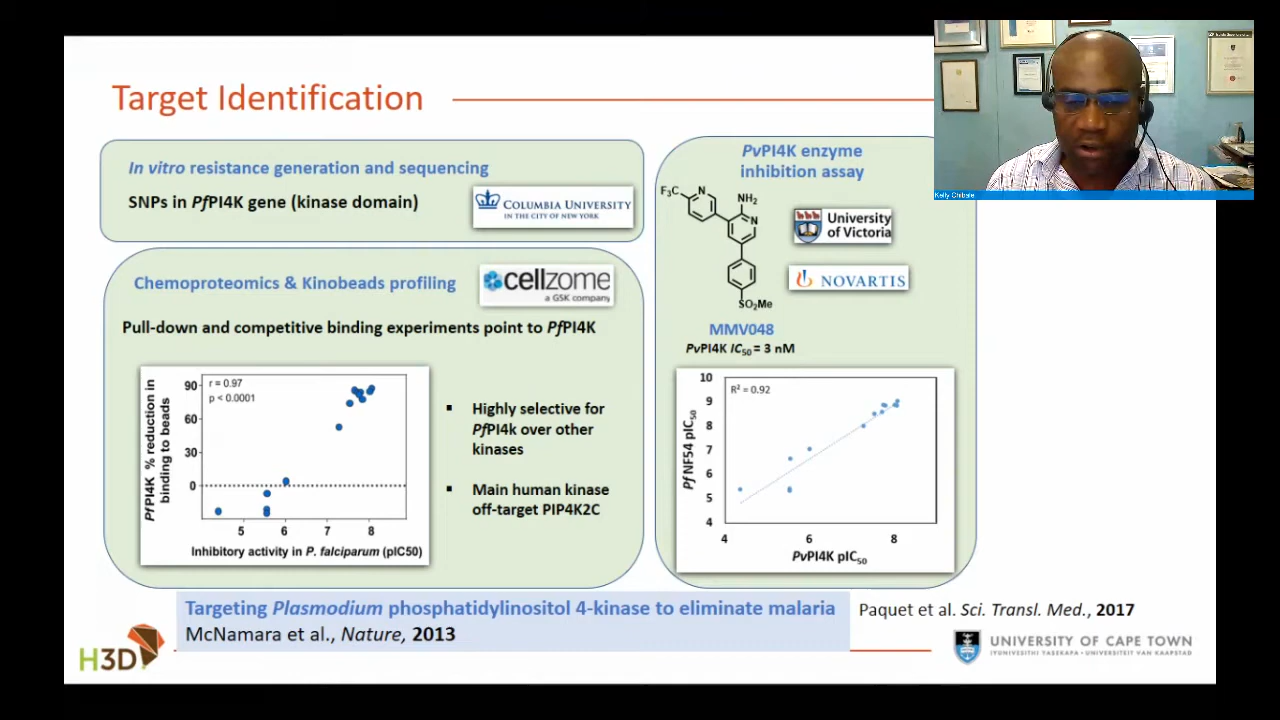 Target Identification
In vitro resistance generation and sequencing
SNPs in PfPI4K gene (kinase domain)
COLUMBIA UNIVERSITY
IN THE CITY OF NEW YORK
Chemoproteomics & Kinobeads profiling
cellzome
a GSK company
Pull-down and competitive binding experiments point to PfPI4K
PfPI4K % reduction in
binding to beads
r = 0.97
p < 0.0001
90
60
30
0
5 6 7 8
Inhibitory activity in P. falciparum (pIC50)
▪ Highly selective for
PfPI4k over other
kinases
▪ Main human kinase
off-target PIP4K2C
PvPI4K enzyme
inhibition assay
F₃C
N
NH₂
N
SO₂Me
University
of Victoria
NOVARTIS
MMV048
PvPI4K IC₅₀ = 3 nM
Pf NF54 pIC₅₀
R² = 0.92
10
9
8
7
6
5
4
4 6 8
PvPI4K pIC₅₀
Kelly Chibale
Targeting Plasmodium phosphatidylinositol 4-kinase to eliminate malaria
McNamara et al., Nature, 2013
Paquet et al. Sci. Transl. Med., 2017
H3D
UNIVERSITY OF CAPE TOWN
IYUNIVESITHI YASEKAPA • UNIVERSITEIT VAN KAAPSTAD